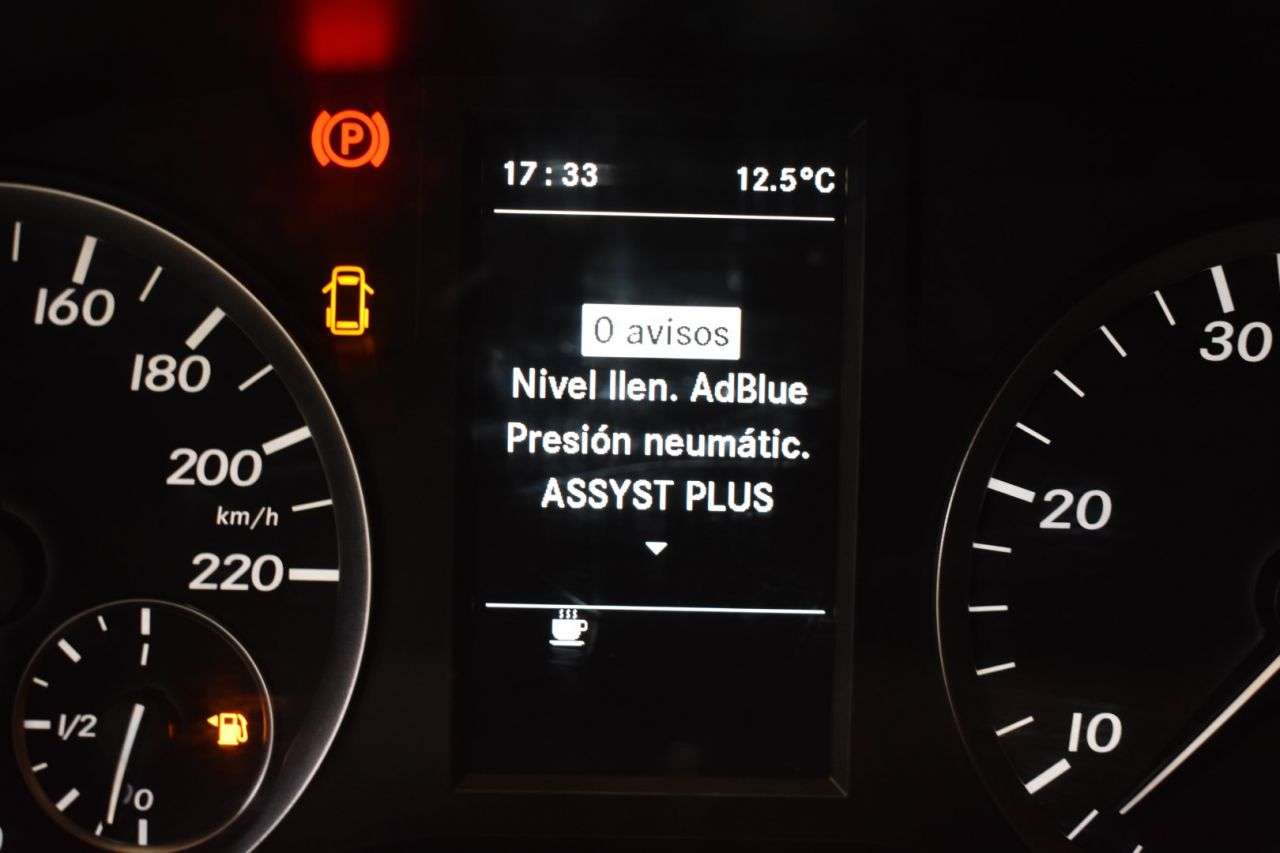 P
17:33 12.5°C
0 avisos
Nivel llen. AdBlue
Presión neumátic.
ASSYST PLUS
160
180
200
km/h
220
1/2
0
30
20
10